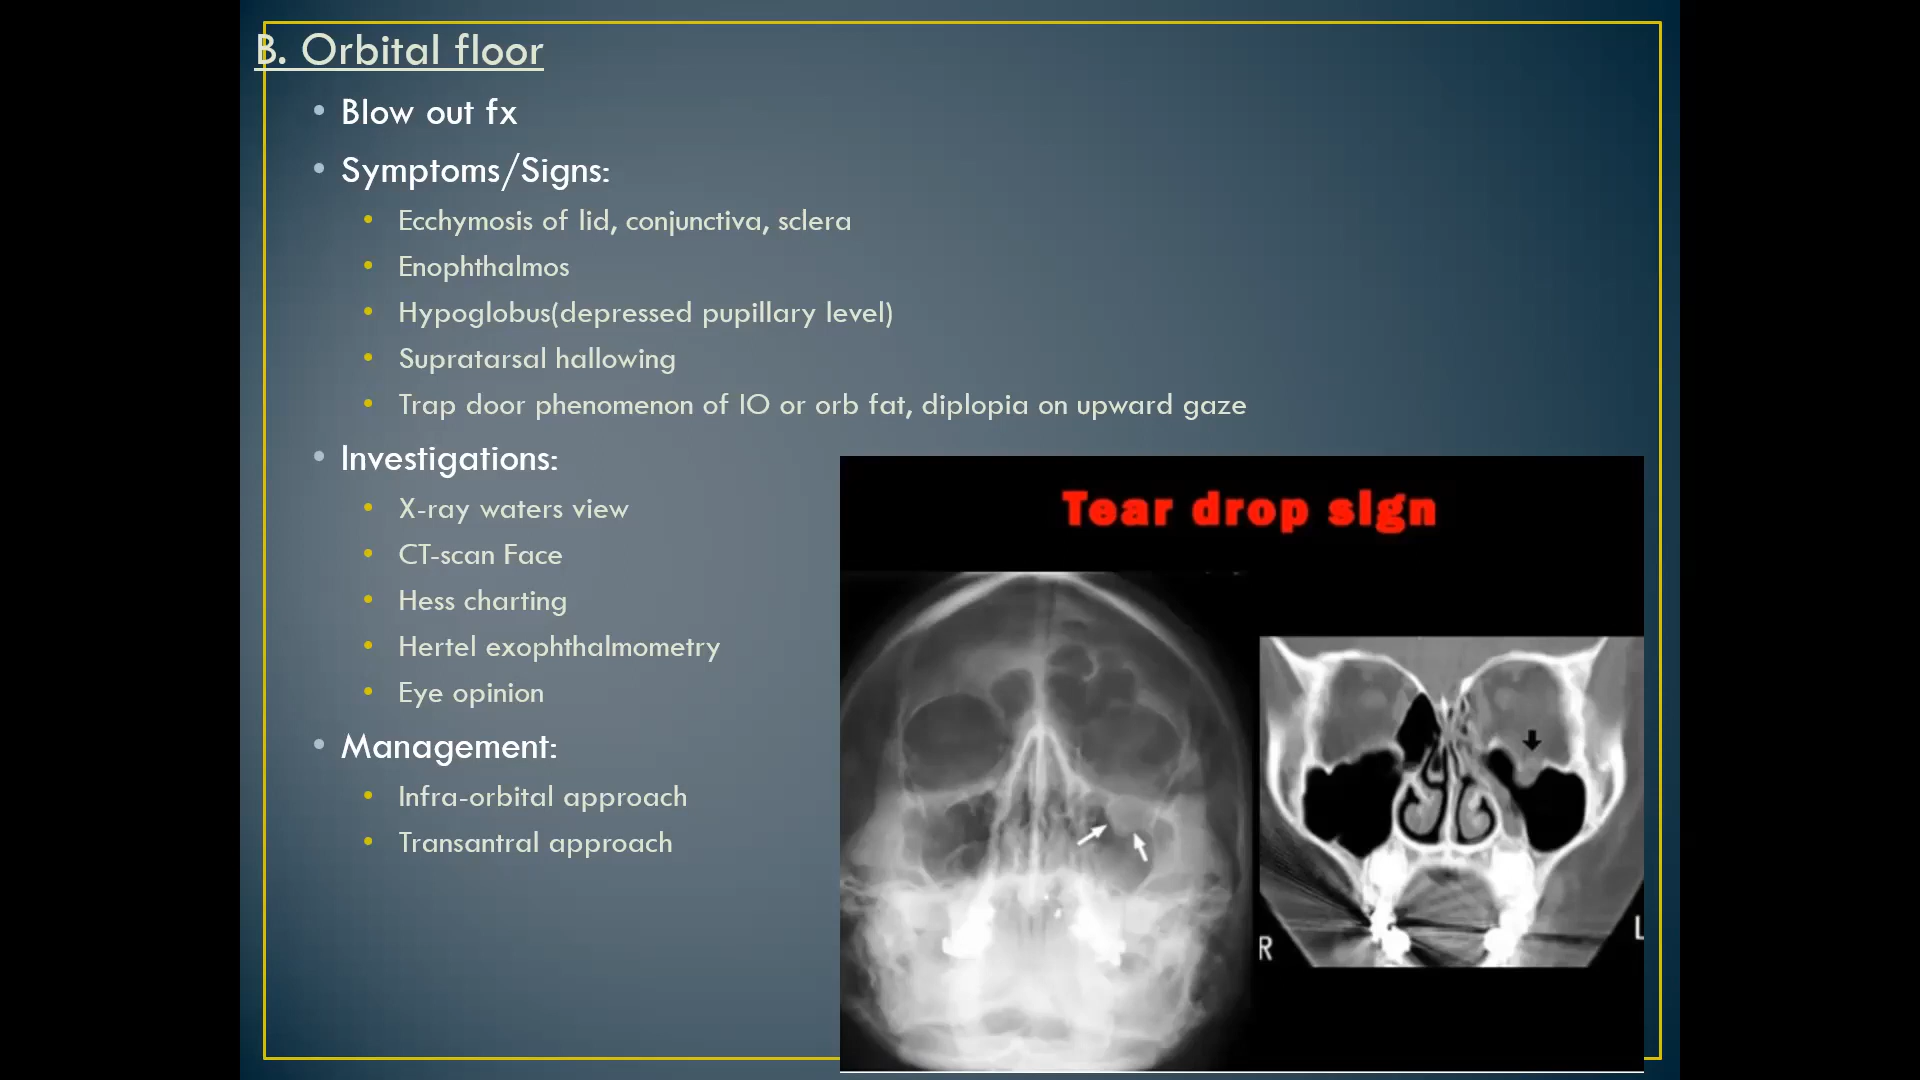 B. Orbital floor
• Blow out fx
• Symptoms/Signs:
• Ecchymosis of lid, conjunctiva, sclera
• Enophthalmos
• Hypoglobus(depressed pupillary level)
• Supratarsal hallowing
• Trap door phenomenon of IO or orb fat, diplopia on upward gaze
• Investigations:
• X-ray waters view
• CT-scan Face
• Hess charting
• Hertel exophthalmometry
• Eye opinion
• Management:
• Infra-orbital approach
• Transantral approach
Tear drop sign
R
L